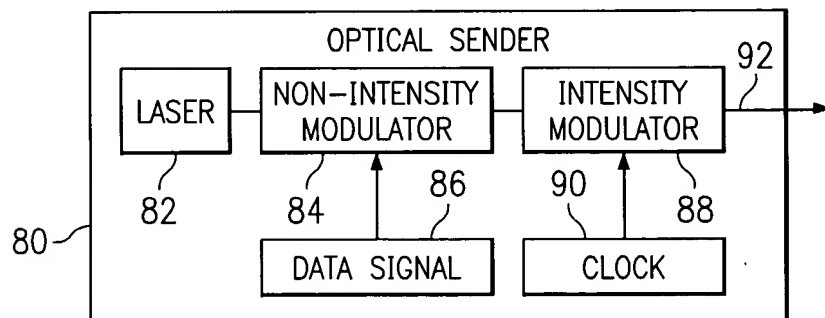 OPTICAL SENDER
92
LASER
NON-INTENSITY
MODULATOR
INTENSITY
MODULATOR
82
84
86
90
88
80
DATA SIGNAL
CLOCK